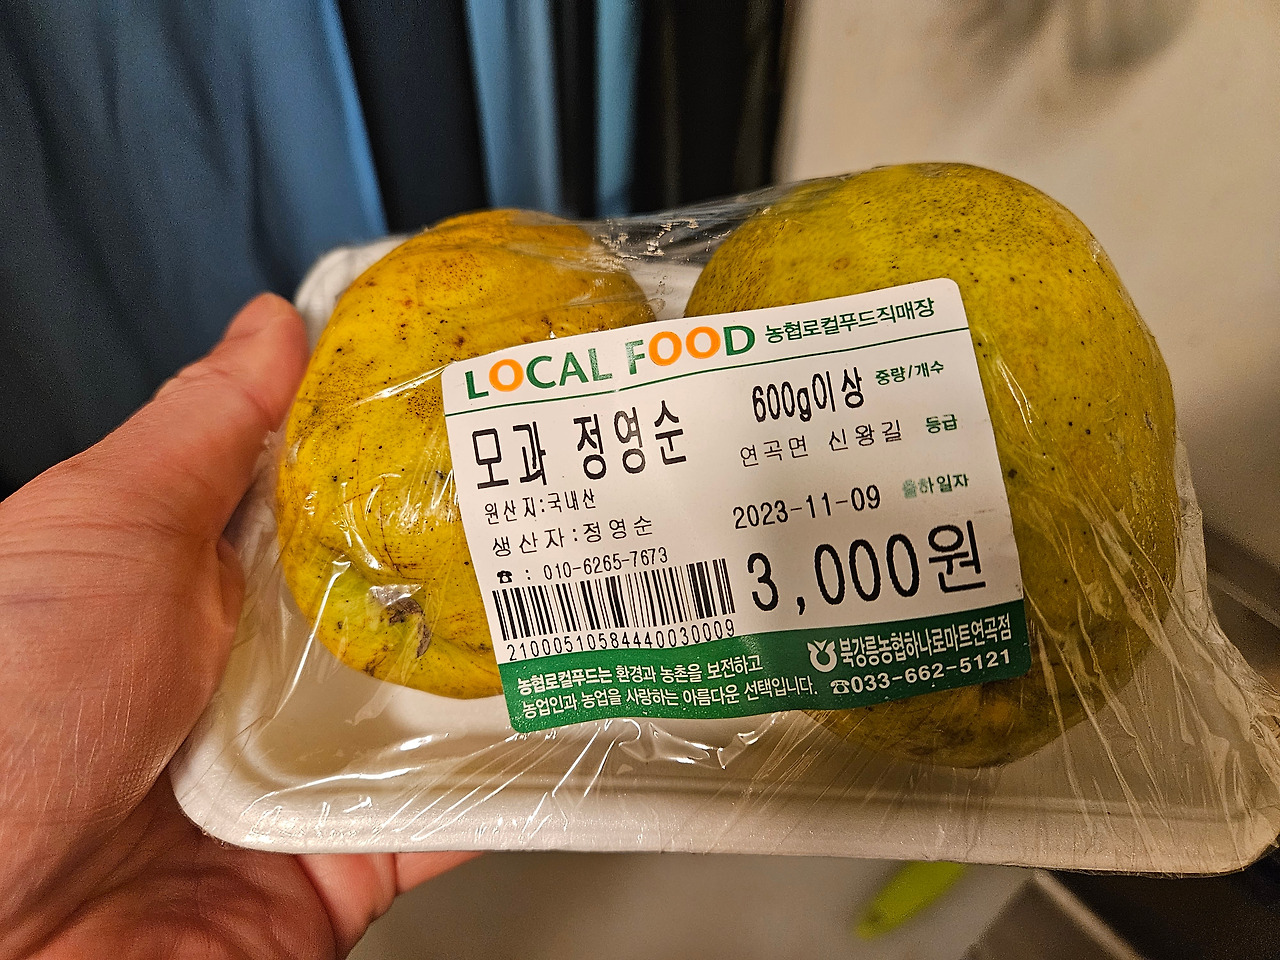 LOCAL FOOD 농협로컬푸드직매장
모과 정영순
600g이상 중량/개수
연곡면 신왕길 등급
원산지:국내산
생산자:정영순
2023-11-09 출하일자
☎ : 010-6265-7673
3,000원
21000510584440030009
농협로컬푸드는 환경과 농촌을 보전하고
농업인과 농업을 사랑하는 아름다운 선택입니다.
북강릉농협하나로마트연곡점
☎033-662-5121